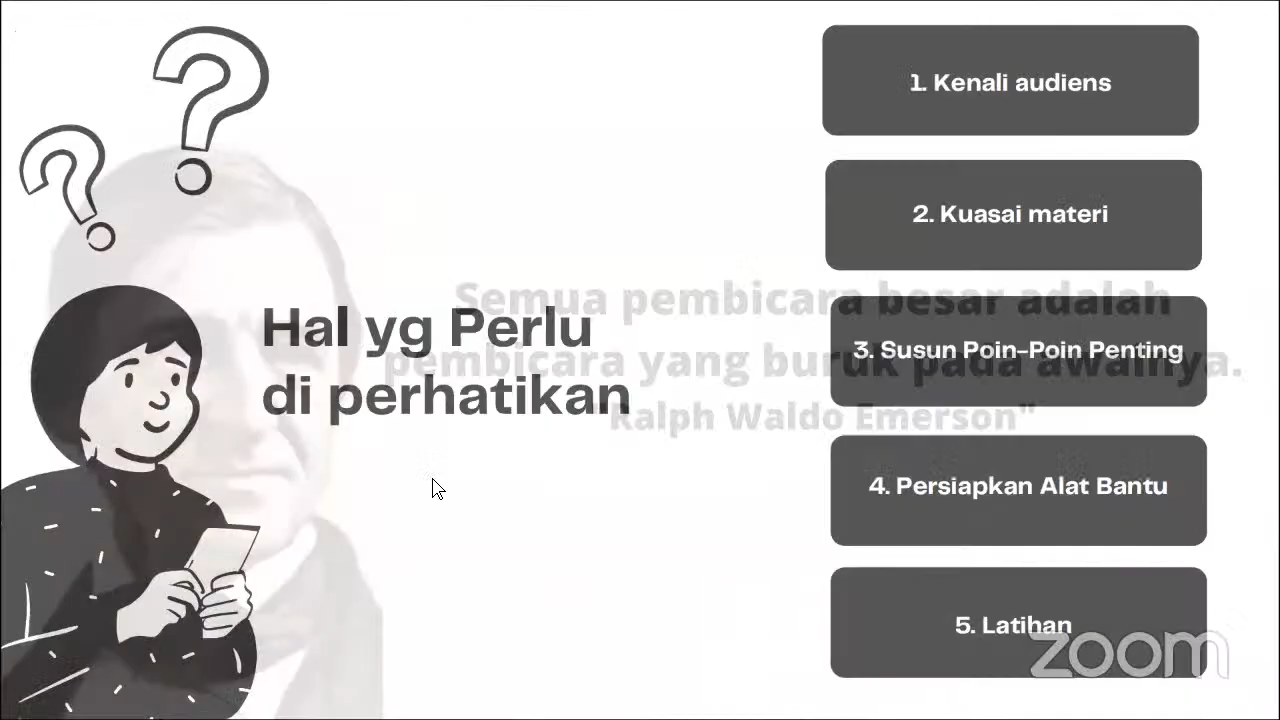 Hal yg Perlu
di perhatikan
1. Kenali audiens
2. Kuasai materi
3. Susun Poin-Poin Penting
4. Persiapkan Alat Bantu
5. Latihan
Semua pembicara besar adalah
pembicara yang buruk pada awalnya.
"Ralph Waldo Emerson"
zoom